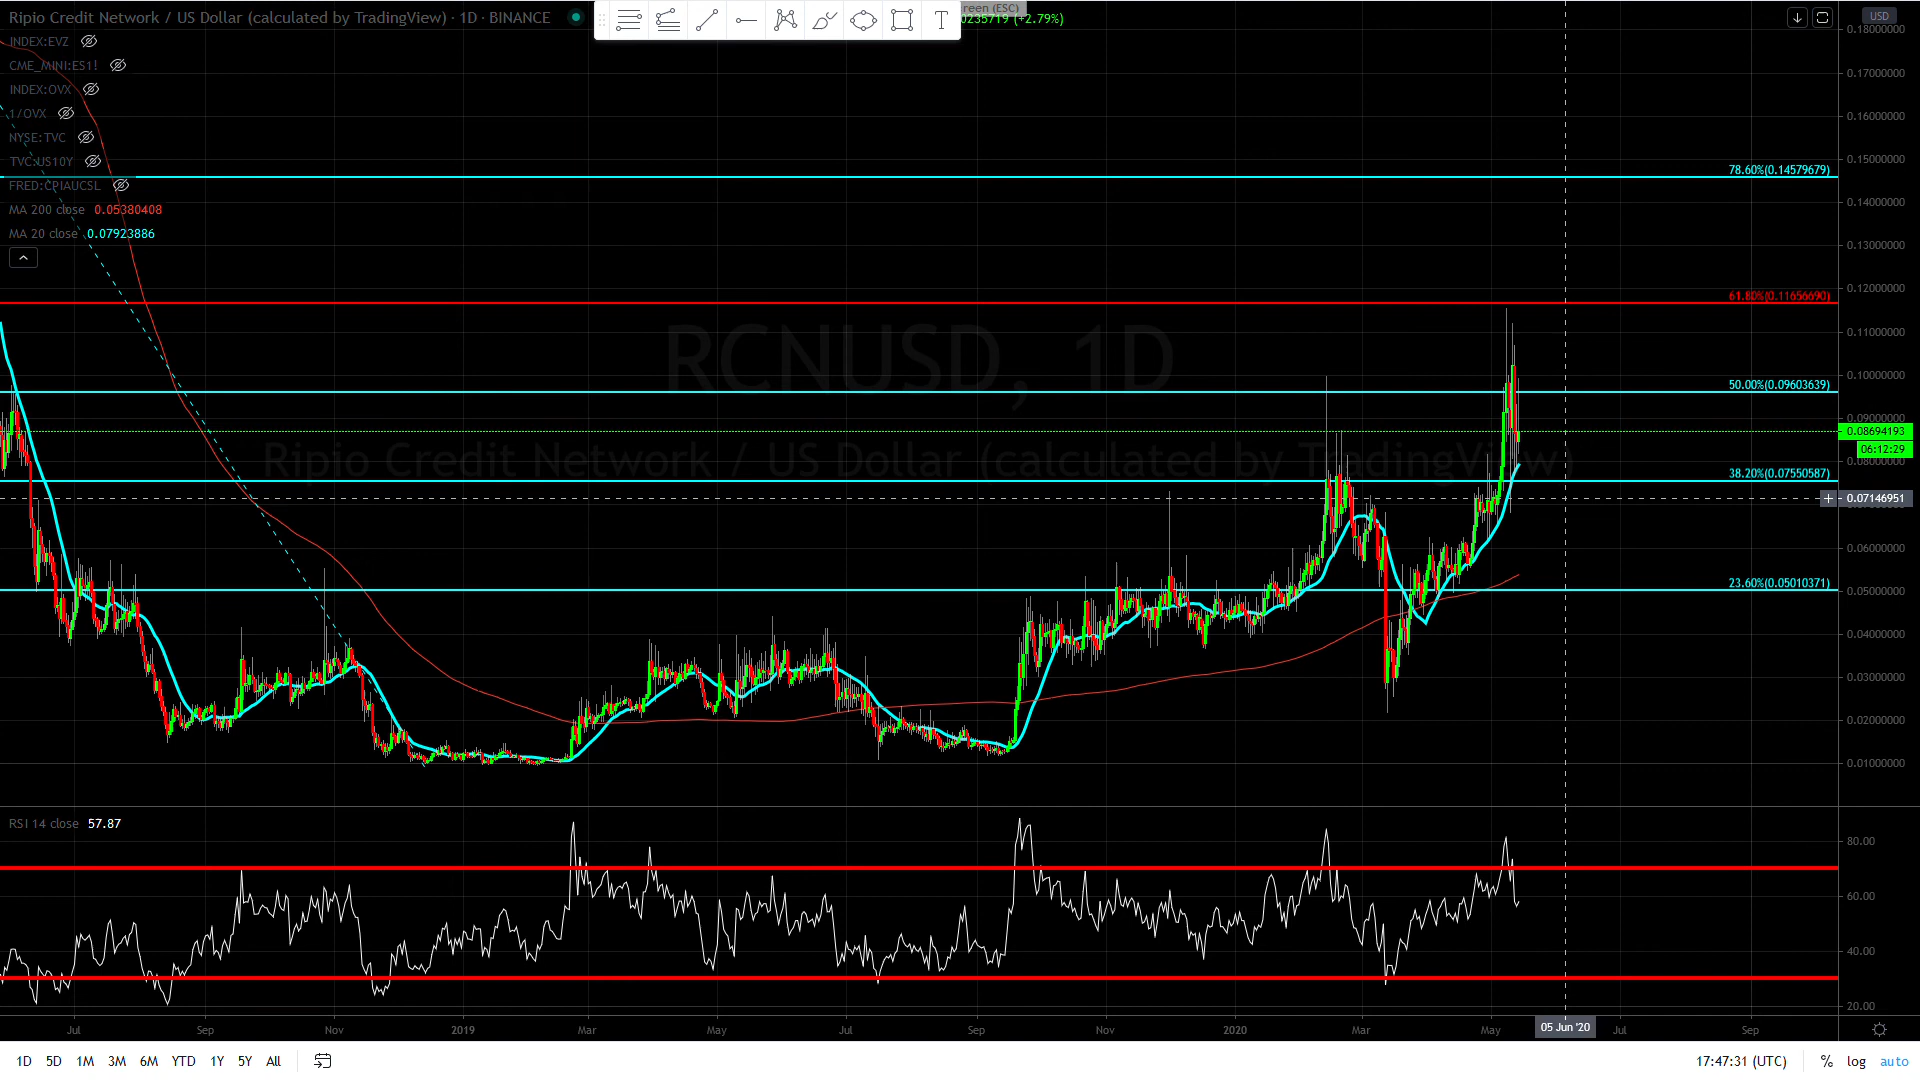 Ripio Credit Network / US Dollar (calculated by TradingView) · 1D · BINANCE
reen (ESC)
0235719 (+2.79%)
USD
INDEX:EVZ
CME_MINI:ES1!
INDEX:OVX
1/OVX
NYSE:TVC
TVC:US10Y
FRED:CPIAUCSL
MA 200 close 0.05380408
MA 20 close 0.07923886
T
RCNUSD, 1D
Ripio Credit Network / US Dollar (calculated by TradingView)
78.60%(0.14579679)
61.80%(0.11656690)
50.00%(0.09603639)
38.20%(0.07550587)
23.60%(0.05010371)
0.18000000
0.17000000
0.16000000
0.15000000
0.14000000
0.13000000
0.12000000
0.11000000
0.10000000
0.09000000
0.08694193
06:12:29
0.08000000
0.07146951
0.06000000
0.05000000
0.04000000
0.03000000
0.02000000
0.01000000
RSI 14 close 57.87
80.00
60.00
40.00
20.00
Jul Sep Nov 2019 Mar May Jul Sep Nov 2020 Mar May 05 Jun '20 Jul Sep
1D 5D 1M 3M 6M YTD 1Y 5Y All
17:47:31 (UTC) % log auto